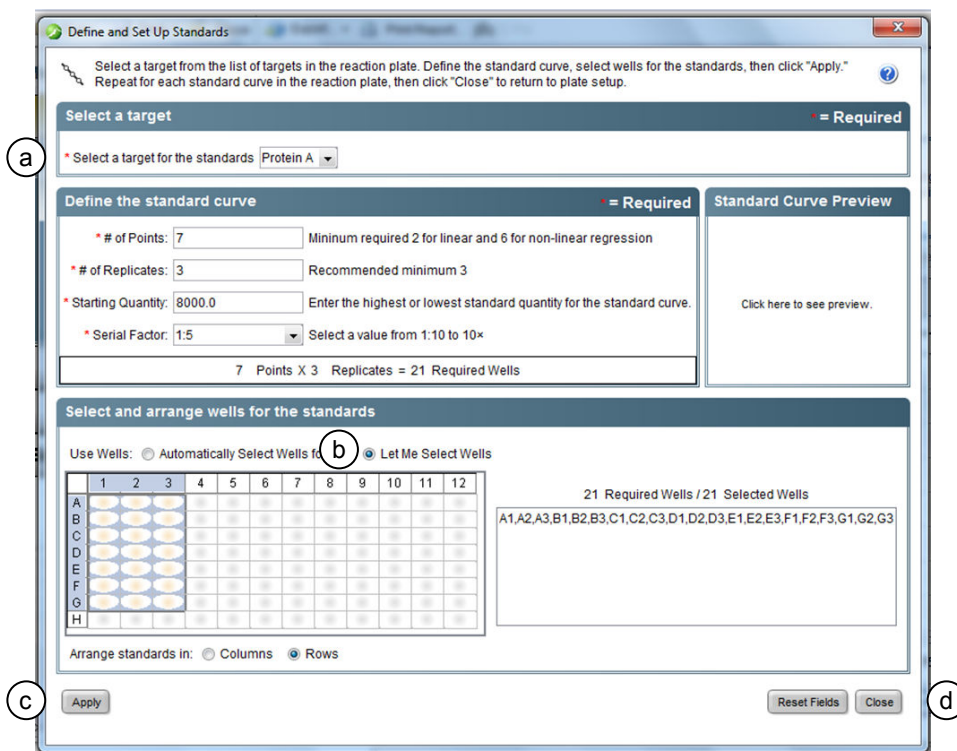 Define and Set Up Standards
Select a target from the list of targets in the reaction plate. Define the standard curve, select wells for the standards, then click "Apply."
Repeat for each standard curve in the reaction plate, then click "Close" to return to plate setup.
?
Select a target
* = Required
a
* Select a target for the standards Protein A
Define the standard curve
* = Required
* # of Points: 7 Mininum required 2 for linear and 6 for non-linear regression
* # of Replicates: 3 Recommended minimum 3
* Starting Quantity: 8000.0 Enter the highest or lowest standard quantity for the standard curve.
* Serial Factor: 1:5 Select a value from 1:10 to 10×
7 Points X 3 Replicates = 21 Required Wells
Standard Curve Preview
Click here to see preview.
Select and arrange wells for the standards
Use Wells: Automatically Select Wells b Let Me Select Wells
1 2 3 4 5 6 7 8 9 10 11 12
A
B
C
D
E
F
G
H
21 Required Wells / 21 Selected Wells
A1,A2,A3,B1,B2,B3,C1,C2,C3,D1,D2,D3,E1,E2,E3,F1,F2,F3,G1,G2,G3
Arrange standards in: Columns Rows
c
Apply
Reset Fields
Close
d